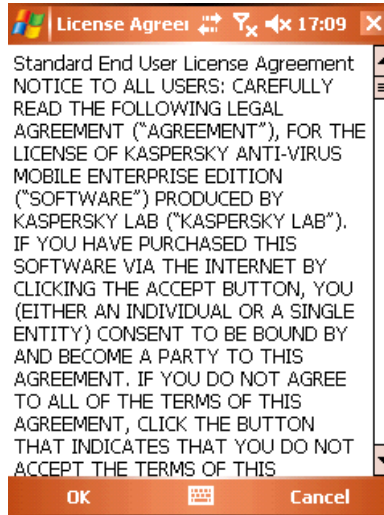 License Agreer 17:09
Standard End User License Agreement
NOTICE TO ALL USERS: CAREFULLY
READ THE FOLLOWING LEGAL
AGREEMENT (“AGREEMENT”), FOR THE
LICENSE OF KASPERSKY ANTI-VIRUS
MOBILE ENTERPRISE EDITION
(“SOFTWARE”) PRODUCED BY
KASPERSKY LAB (“KASPERSKY LAB”).
IF YOU HAVE PURCHASED THIS
SOFTWARE VIA THE INTERNET BY
CLICKING THE ACCEPT BUTTON, YOU
(EITHER AN INDIVIDUAL OR A SINGLE
ENTITY) CONSENT TO BE BOUND BY
AND BECOME A PARTY TO THIS
AGREEMENT. IF YOU DO NOT AGREE
TO ALL OF THE TERMS OF THIS
AGREEMENT, CLICK THE BUTTON
THAT INDICATES THAT YOU DO NOT
ACCEPT THE TERMS OF THIS
OK Cancel